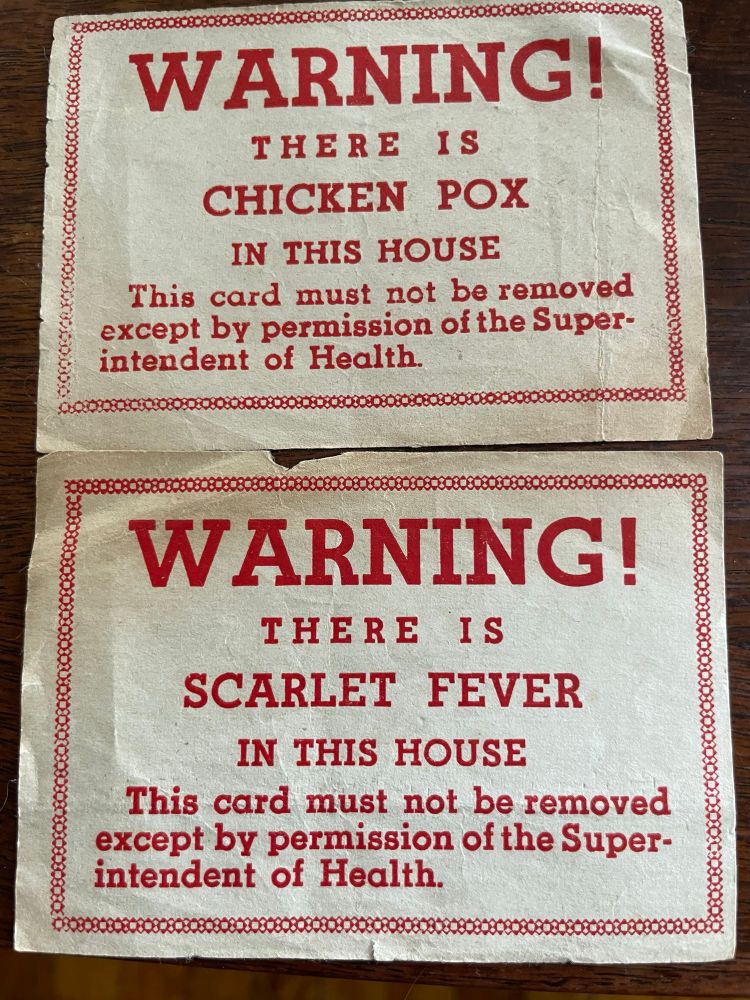 WARNING!
THERE IS
CHICKEN POX
IN THIS HOUSE
This card must not be removed
except by permission of the Super-
intendent of Health.
WARNING!
THERE IS
SCARLET FEVER
IN THIS HOUSE
This card must not be removed
except by permission of the Super-
intendent of Health.